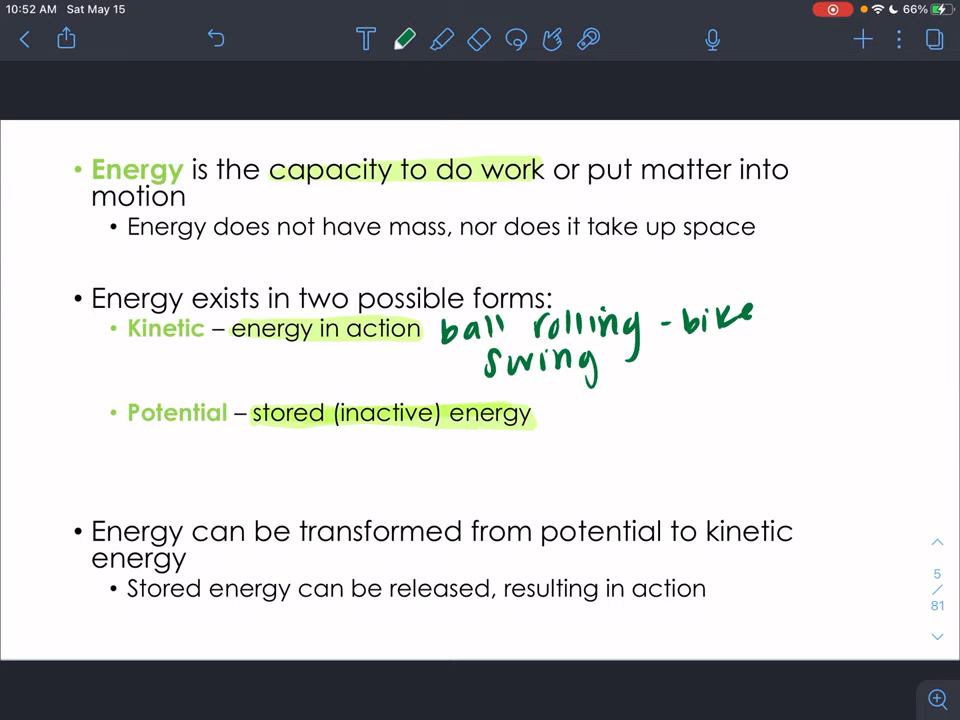 10:52 AM Sat May 15
66%
• Energy is the capacity to do work or put matter into
motion
• Energy does not have mass, nor does it take up space
• Energy exists in two possible forms:
• Kinetic – energy in action ball rolling - bike
swing
• Potential – stored (inactive) energy
• Energy can be transformed from potential to kinetic
energy
• Stored energy can be released, resulting in action
5
/
81